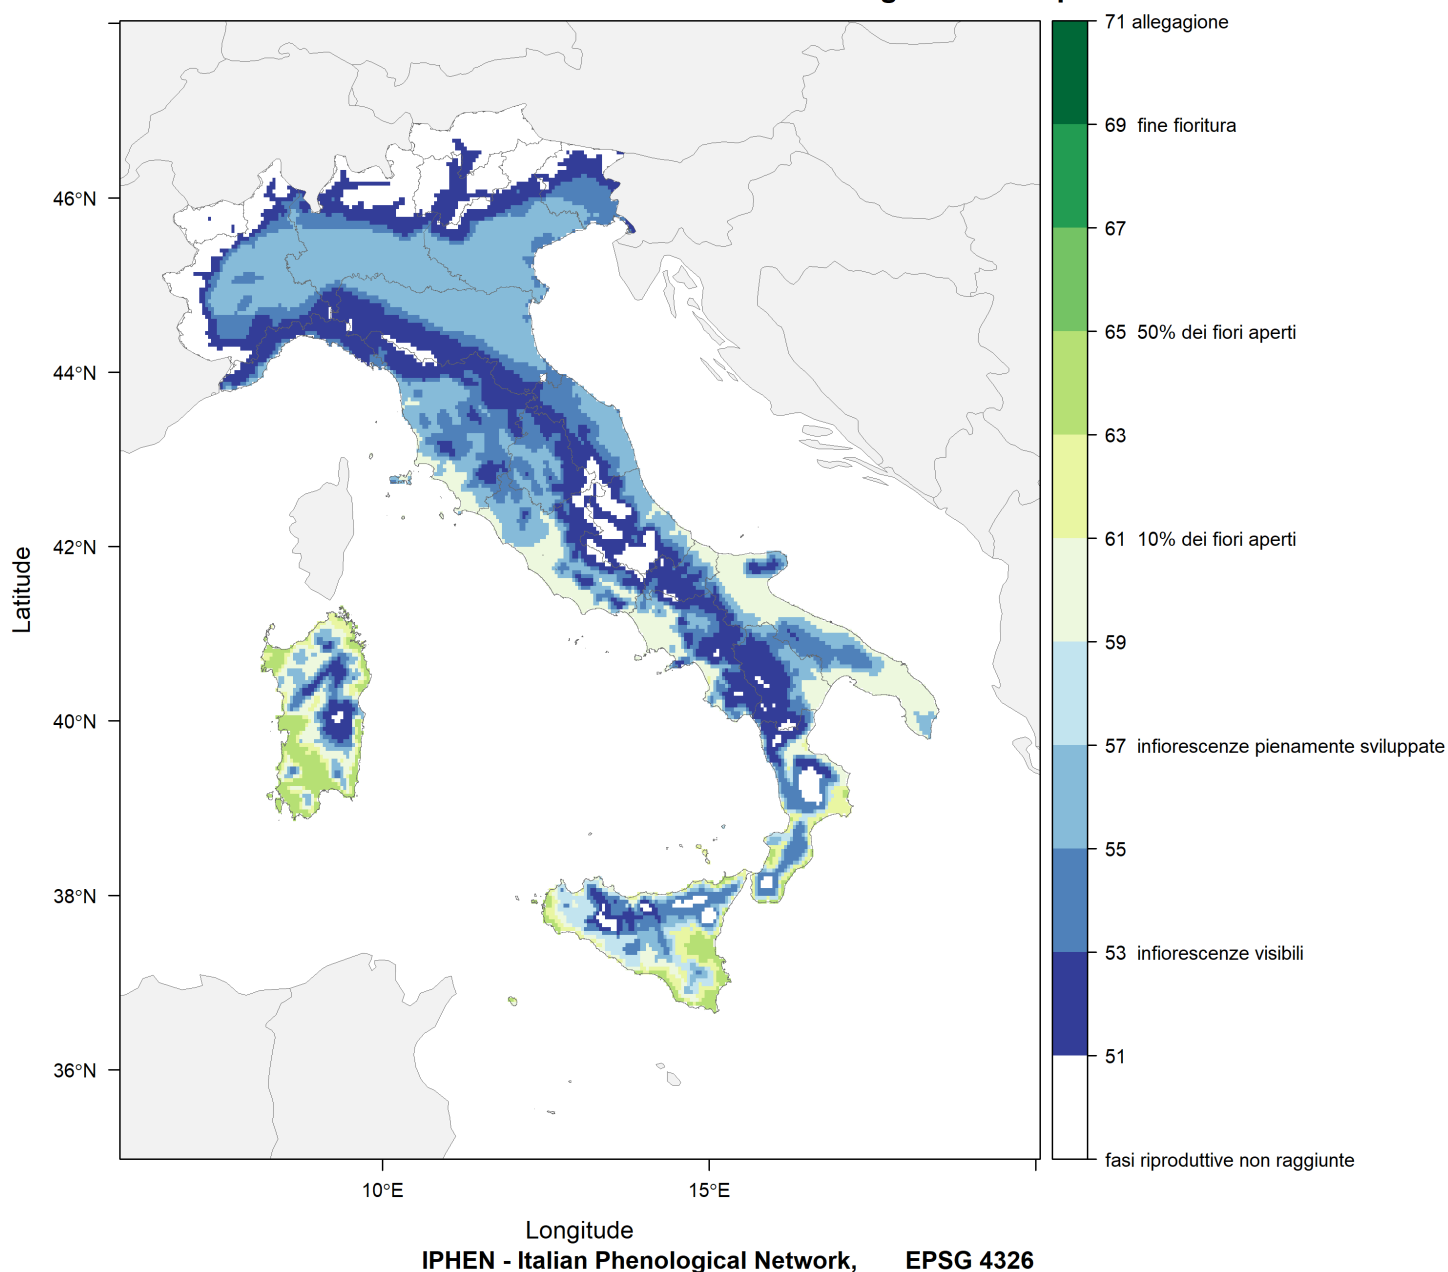 71 allegagione
69 fine fioritura
67
65 50% dei fiori aperti
63
61 10% dei fiori aperti
59
57 infiorescenze pienamente sviluppate
55
53 infiorescenze visibili
51
fasi riproduttive non raggiunte
46°N
44°N
42°N
40°N
38°N
36°N
Latitude
10°E 15°E
Longitude
IPHEN - Italian Phenological Network, EPSG 4326